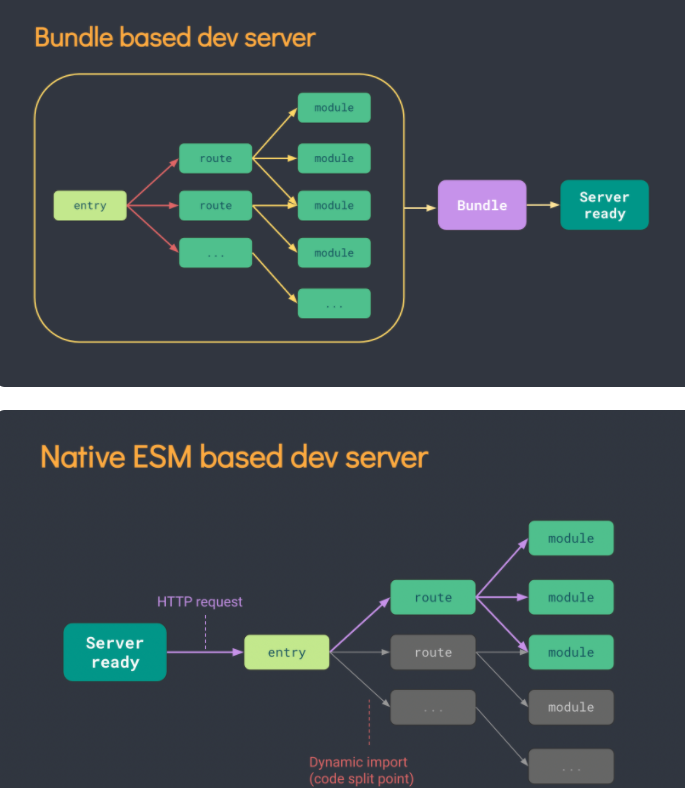 Bundle based dev server
module
route
module
entry
route
module
Bundle
Server
ready
...
module
...
Native ESM based dev server
module
HTTP request
route
module
Server
ready
entry
route
module
...
module
Dynamic import
(code split point)
...